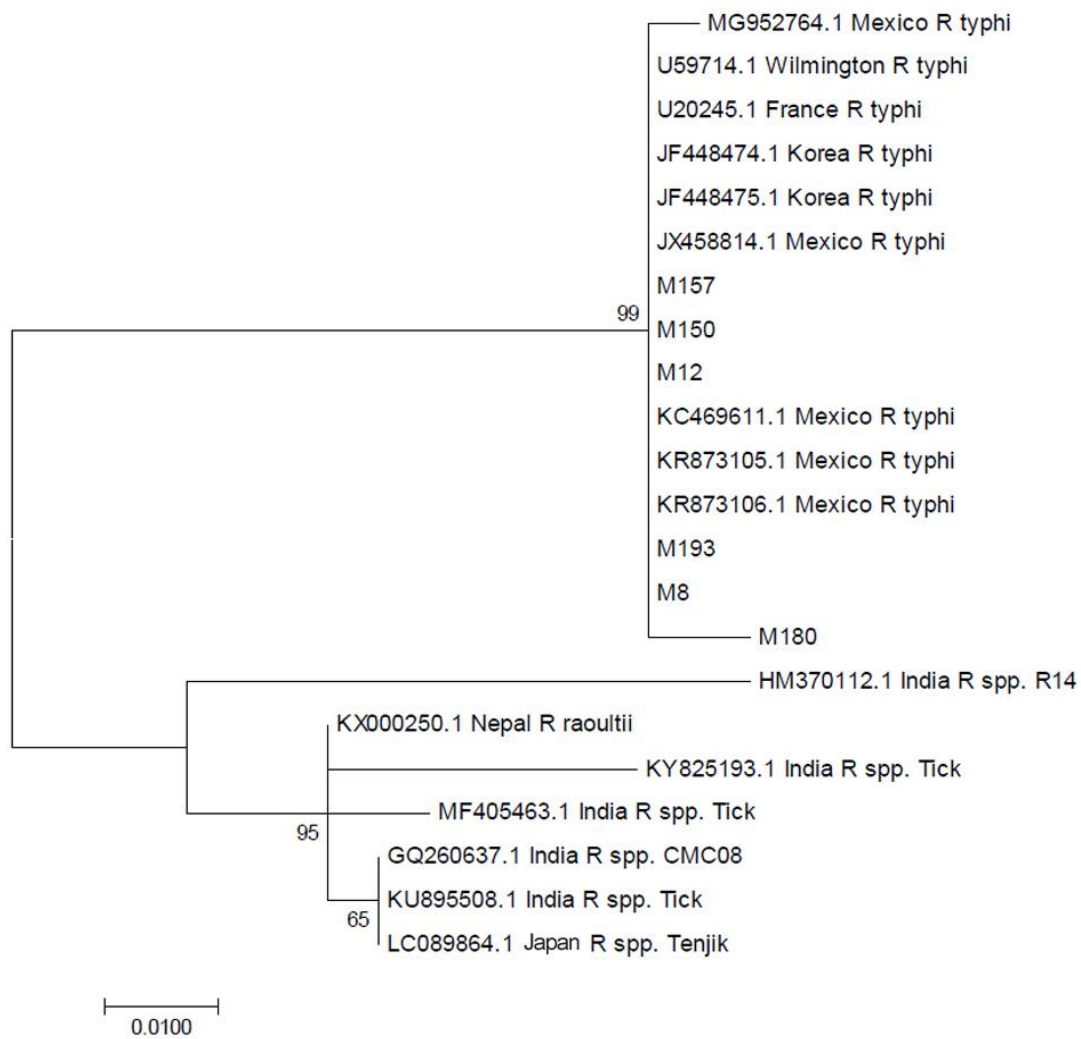 MG952764.1 Mexico R typhi
U59714.1 Wilmington R typhi
U20245.1 France R typhi
JF448474.1 Korea R typhi
JF448475.1 Korea R typhi
JX458814.1 Mexico R typhi
M157
99
M150
M12
KC469611.1 Mexico R typhi
KR873105.1 Mexico R typhi
KR873106.1 Mexico R typhi
M193
M8
M180
HM370112.1 India R spp. R14
KX000250.1 Nepal R raoultii
KY825193.1 India R spp. Tick
MF405463.1 India R spp. Tick
95
GQ260637.1 India R spp. CMC08
KU895508.1 India R spp. Tick
65
LC089864.1 Japan R spp. Tenjik
0.0100